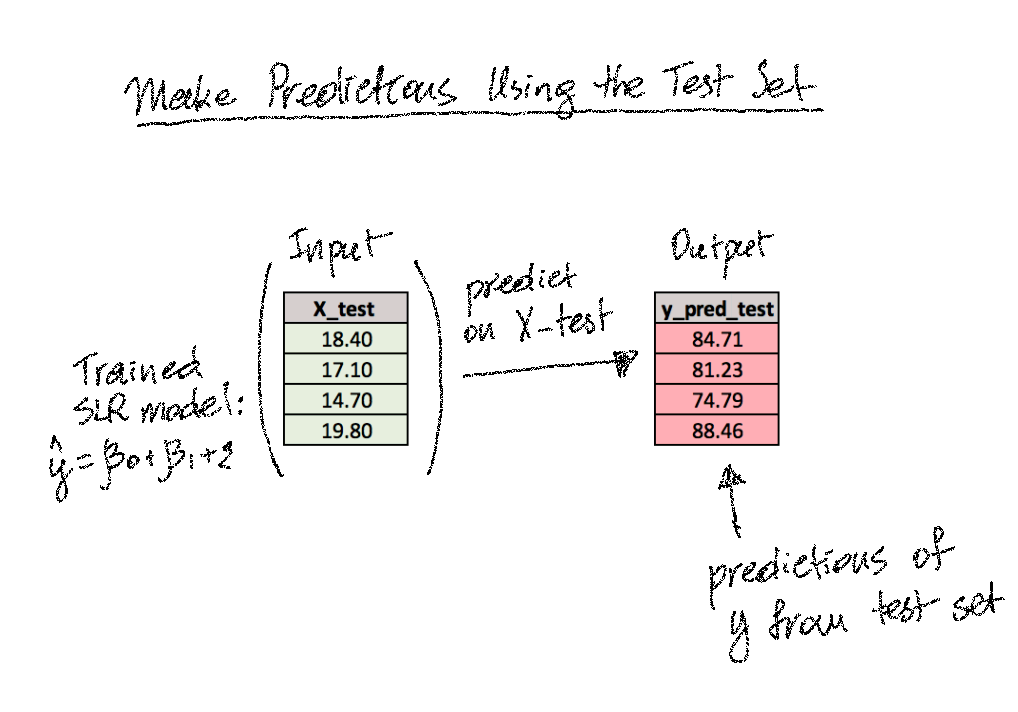 Make Predictions Using the Test Set
Input
X_test
18.40
17.10
14.70
19.80
Trained
SLR model:
ŷ = β0 + β1 + ε
predict
on X-test
Output
y_pred_test
84.71
81.23
74.79
88.46
predictions of
y from test set